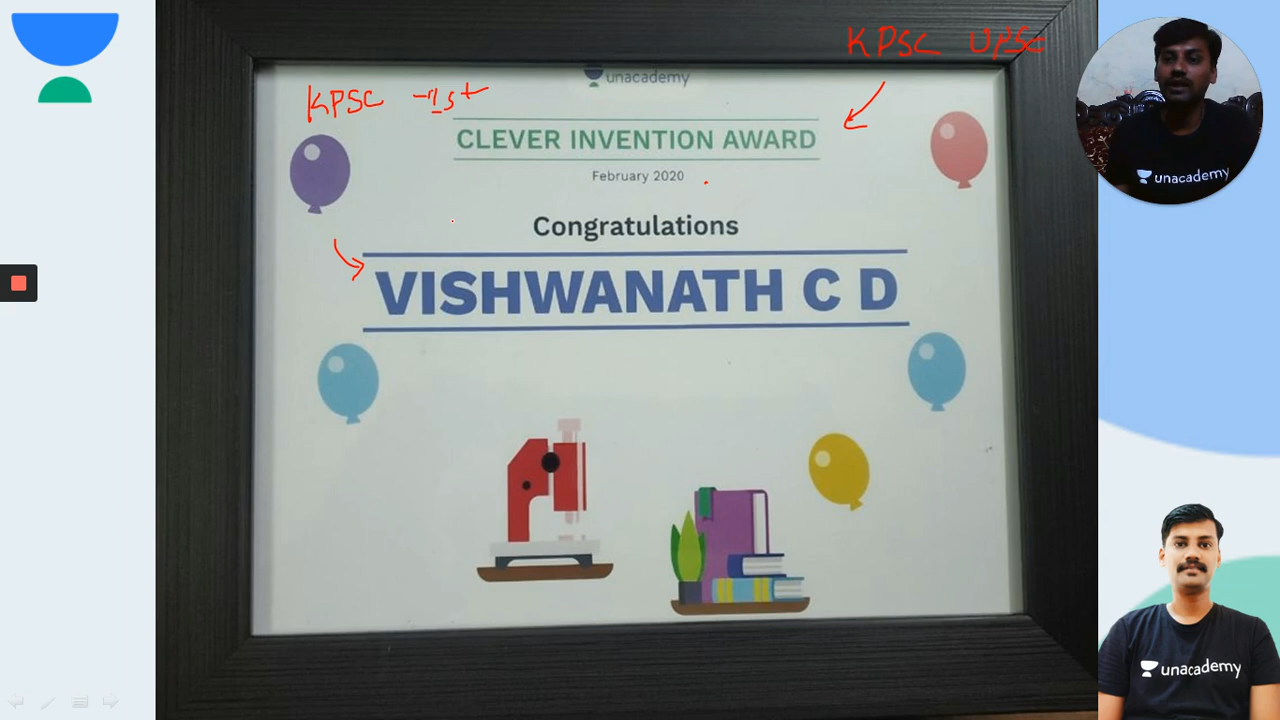 KPSC UPSC
unacademy
KPSC 1st
CLEVER INVENTION AWARD
February 2020
Congratulations
VISHWANATH C D
unacademy
unacademy